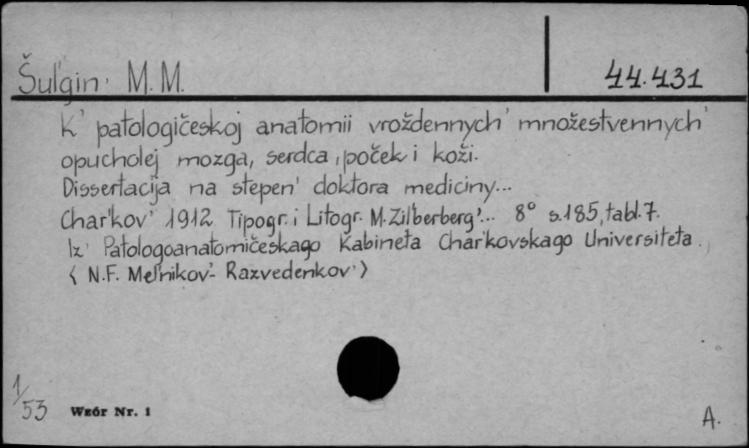 Šul'gin' M. M. 44.431
K' patologičeskoj anatomii vroždennych' množestvennych'
opucholej mozga, serdca, poček i koži.
Dissertacija na stepen' doktora mediciny...
Char'kov' 1912 Tipogr. i Litogr. M. Zil'berberg'... 8° s. 185, tabl. 7.
Iz' Patologoanatomičeskago Kabineta Char'kovskago Universiteta.
< N.F. Mel'nikov'- Razvedenkov' >
1/53 Wzór Nr. 1 A.